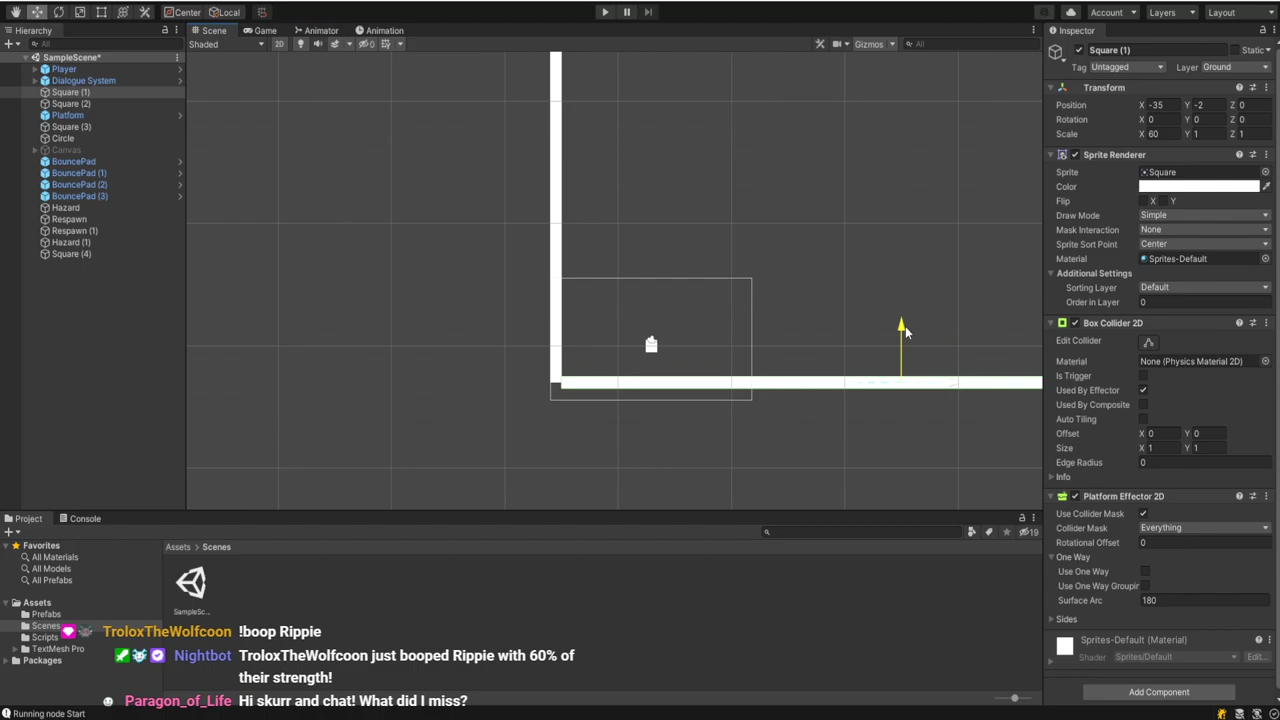 Center Local
Account Layers Layout
Hierarchy Scene Game Animator Animation Inspector
All
Shaded 2D 0 Gizmos All
Square (1) Static
Tag Untagged Layer Ground
SampleScene*
Player
Dialogue System
Square (1)
Square (2)
Platform
Square (3)
Circle
Canvas
BouncePad
BouncePad (1)
BouncePad (2)
BouncePad (3)
Hazard
Respawn
Respawn (1)
Hazard (1)
Square (4)
Transform
Position X -35 Y -2 Z 0
Rotation X 0 Y 0 Z 0
Scale X 60 Y 1 Z 1
Sprite Renderer
Sprite Square
Color
Flip X Y
Draw Mode Simple
Mask Interaction None
Sprite Sort Point Center
Material Sprites-Default
Additional Settings
Sorting Layer Default
Order in Layer 0
Box Collider 2D
Edit Collider
Material None (Physics Material 2D)
Is Trigger
Used By Effector
Used By Composite
Auto Tiling
Offset X 0 Y 0
Size X 1 Y 1
Edge Radius 0
Info
Platform Effector 2D
Use Collider Mask
Collider Mask Everything
Rotational Offset 0
One Way
Use One Way
Use One Way Groupin
Surface Arc 180
Sides
Sprites-Default (Material)
Shader Sprites/Default Edit...
Add Component
Project Console
19
Favorites
All Materials
All Models
All Prefabs
Assets
Prefabs
Scenes
Scripts
TextMesh Pro
Packages
Assets Scenes
SampleSc...
TroloxTheWolfcoon !boop Rippie
Nightbot TroloxTheWolfcoon just booped Rippie with 60% of
their strength!
Paragon_of_Life Hi skurr and chat! What did I miss?
Running node Start